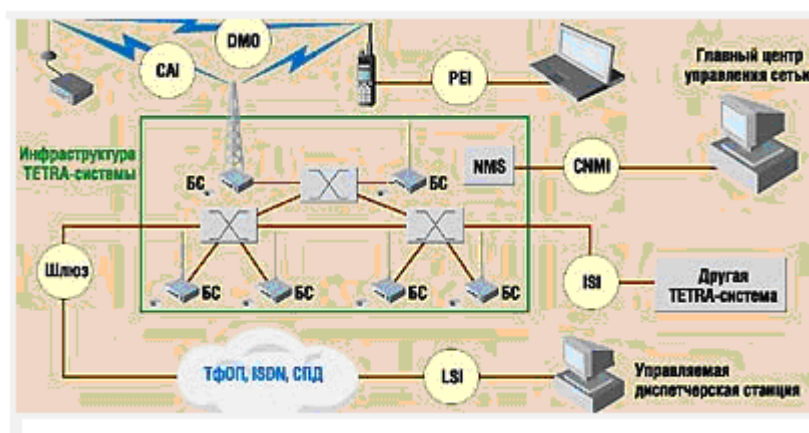 DMO
CAI
PEI
Главный центр
управления сетью
Инфраструктура
TETRA-системы
БС
БС
NMS
CNMI
Шлюз
БС
БС
БС
БС
ISI
Другая
TETRA-система
ТфОП, ISDN, СПД
LSI
Управляемая
диспетчерская станция